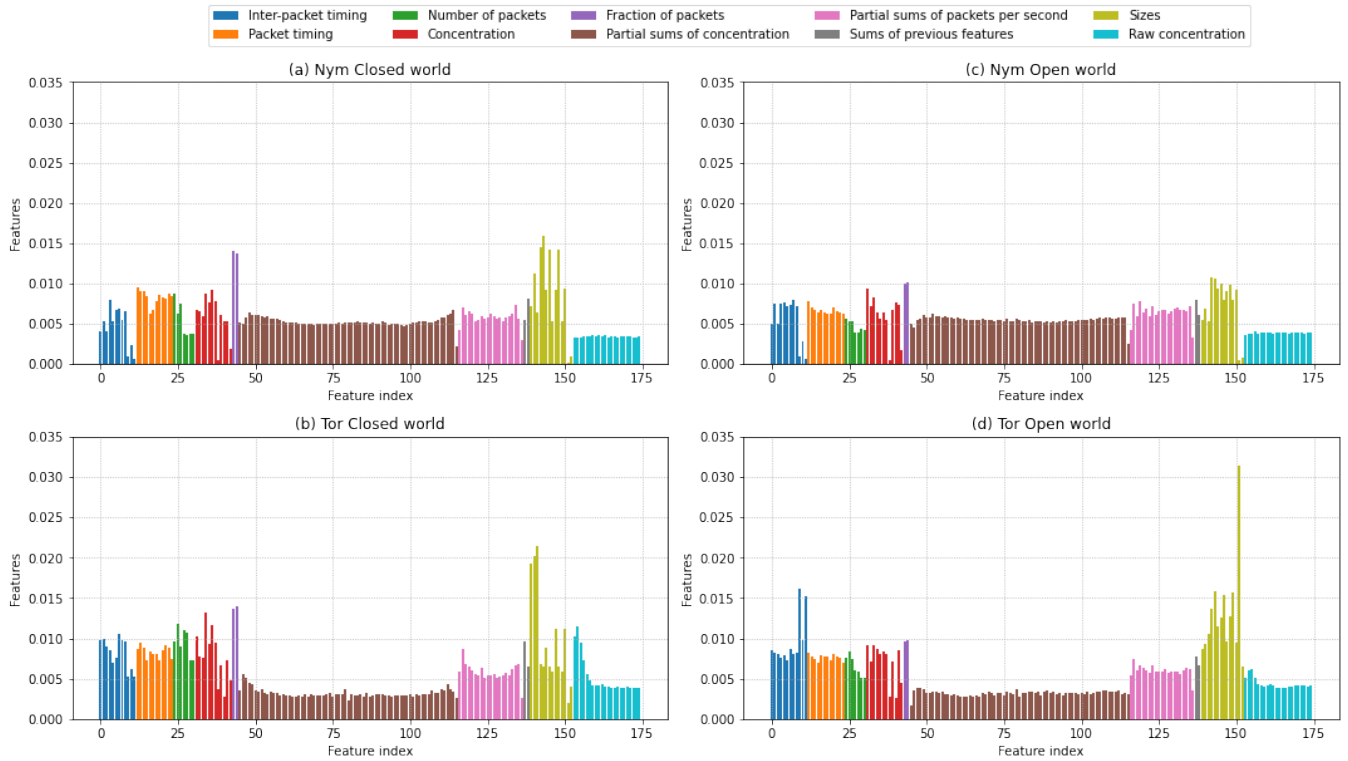 Inter-packet timing Number of packets Fraction of packets Partial sums of packets per second Sizes
Packet timing Concentration Partial sums of concentration Sums of previous features Raw concentration
(a) Nym Closed world
0.035
0.030
0.025
0.020
0.015
0.010
0.005
0.000
Features
0 25 50 75 100 125 150 175
Feature index
(c) Nym Open world
0.035
0.030
0.025
0.020
0.015
0.010
0.005
0.000
Features
0 25 50 75 100 125 150 175
Feature index
(b) Tor Closed world
0.035
0.030
0.025
0.020
0.015
0.010
0.005
0.000
Features
0 25 50 75 100 125 150 175
Feature index
(d) Tor Open world
0.035
0.030
0.025
0.020
0.015
0.010
0.005
0.000
Features
0 25 50 75 100 125 150 175
Feature index